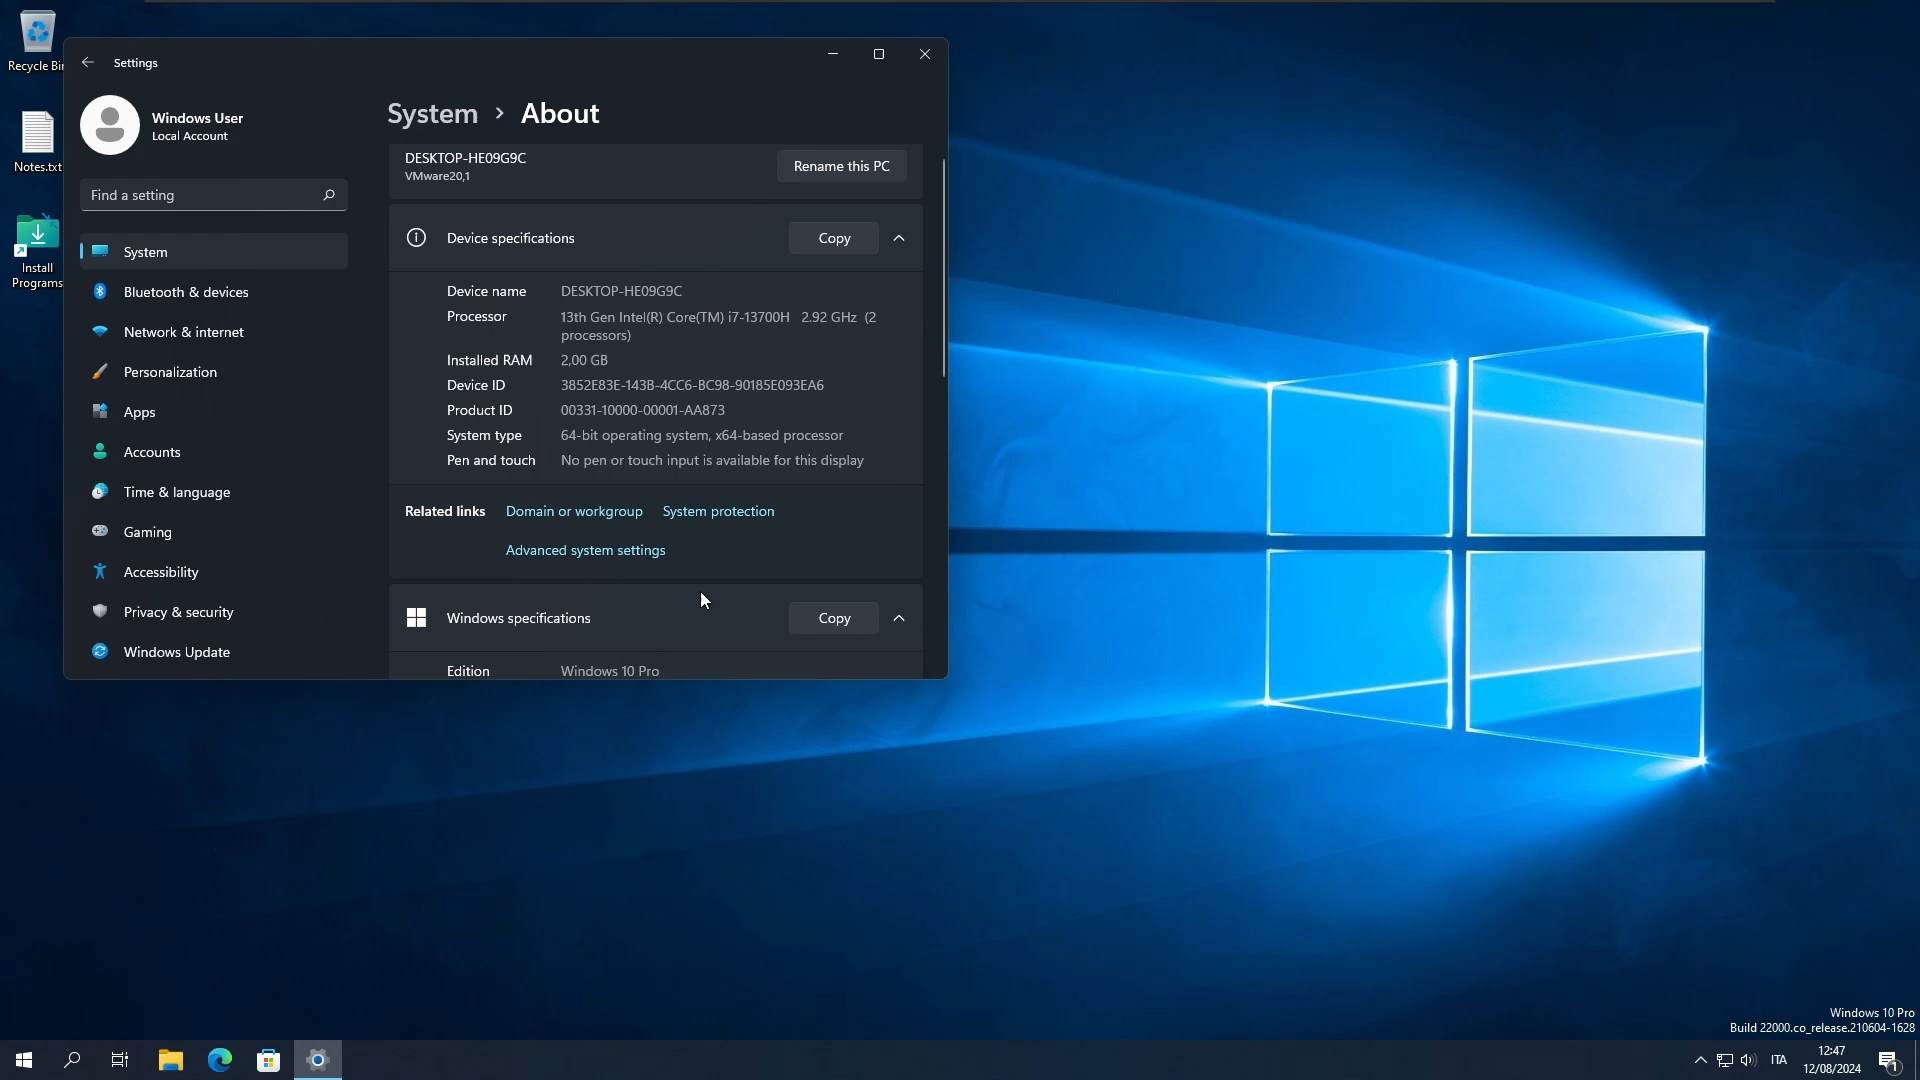 Recycle Bin
Notes.txt
Install
Programs
Settings
Windows User
Local Account
Find a setting
System
Bluetooth & devices
Network & internet
Personalization
Apps
Accounts
Time & language
Gaming
Accessibility
Privacy & security
Windows Update
System › About
DESKTOP-HE09G9C
VMware20,1
Rename this PC
Device specifications
Copy
Device name DESKTOP-HE09G9C
Processor 13th Gen Intel(R) Core(TM) i7-13700H 2.92 GHz (2
processors)
Installed RAM 2,00 GB
Device ID 3852E83E-143B-4CC6-BC98-90185E093EA6
Product ID 00331-10000-00001-AA873
System type 64-bit operating system, x64-based processor
Pen and touch No pen or touch input is available for this display
Related links Domain or workgroup System protection
Advanced system settings
Windows specifications
Copy
Edition Windows 10 Pro
Windows 10 Pro
Build 22000.co_release.210604-1628
ITA
12:47
12/08/2024
1